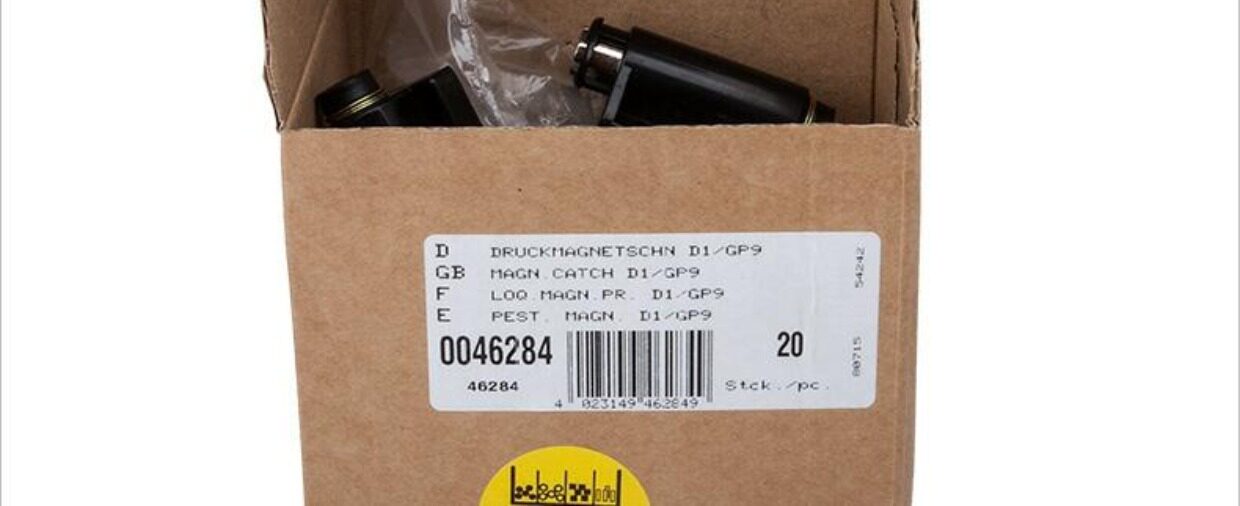 D DRUCKMAGNETSCHN D1/GP9
GB MAGN.CATCH D1/GP9
F LOQ.MAGN.PR. D1/GP9
E PEST. MAGN. D1/GP9
0046284
46284
4 023149 462849
20
Stck./pc.
54242
80715